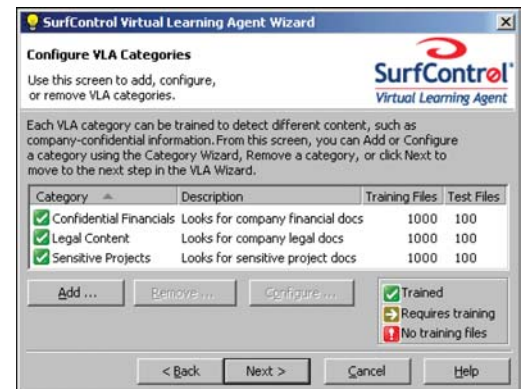 SurfControl Virtual Learning Agent Wizard
Configure VLA Categories
Use this screen to add, configure,
or remove VLA categories.
SurfControl
Virtual Learning Agent
Each VLA category can be trained to detect different content, such as
company-confidential information. From this screen, you can Add or Configure
a category using the Category Wizard, Remove a category, or click Next to
move to the next step in the VLA Wizard.
Category Description Training Files Test Files
Confidential Financials Looks for company financial docs 1000 100
Legal Content Looks for company legal docs 1000 100
Sensitive Projects Looks for sensitive project docs 1000 100
Add ... Remove ... Configure ...
Trained
Requires training
No training files
< Back Next > Cancel Help